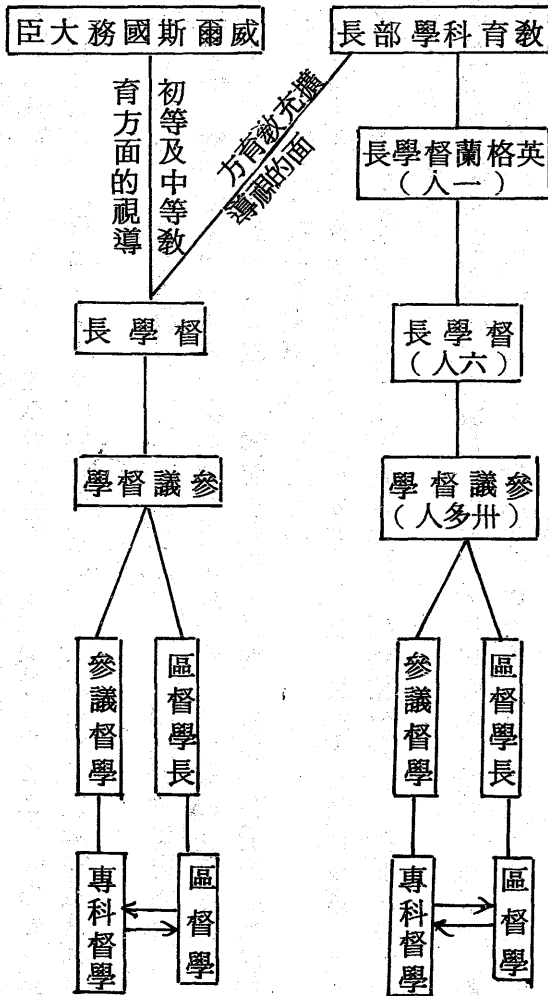 教育科學部長
英格蘭督學長
（一人）
督學長
（六人）
參議督學
（卅多人）
區督學長
參議督學
區督學
專科督學
威爾斯國務大臣
擴充教育方
面的視導
初等及中等教
育方面的視導
督學長
參議督學
區督學長
參議督學
區督學
專科督學